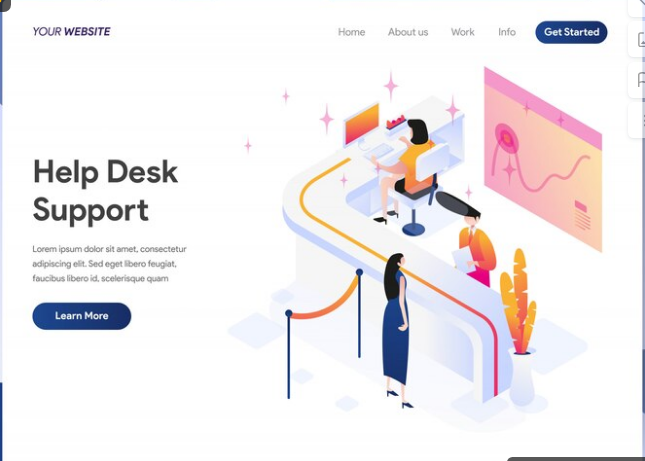 YOUR WEBSITE
Home About us Work Info Get Started
Help Desk
Support
Lorem ipsum dolor sit amet, consectetur
adipiscing elit. Sed eget libero feugiat,
faucibus libero id, scelerisque quam
Learn More